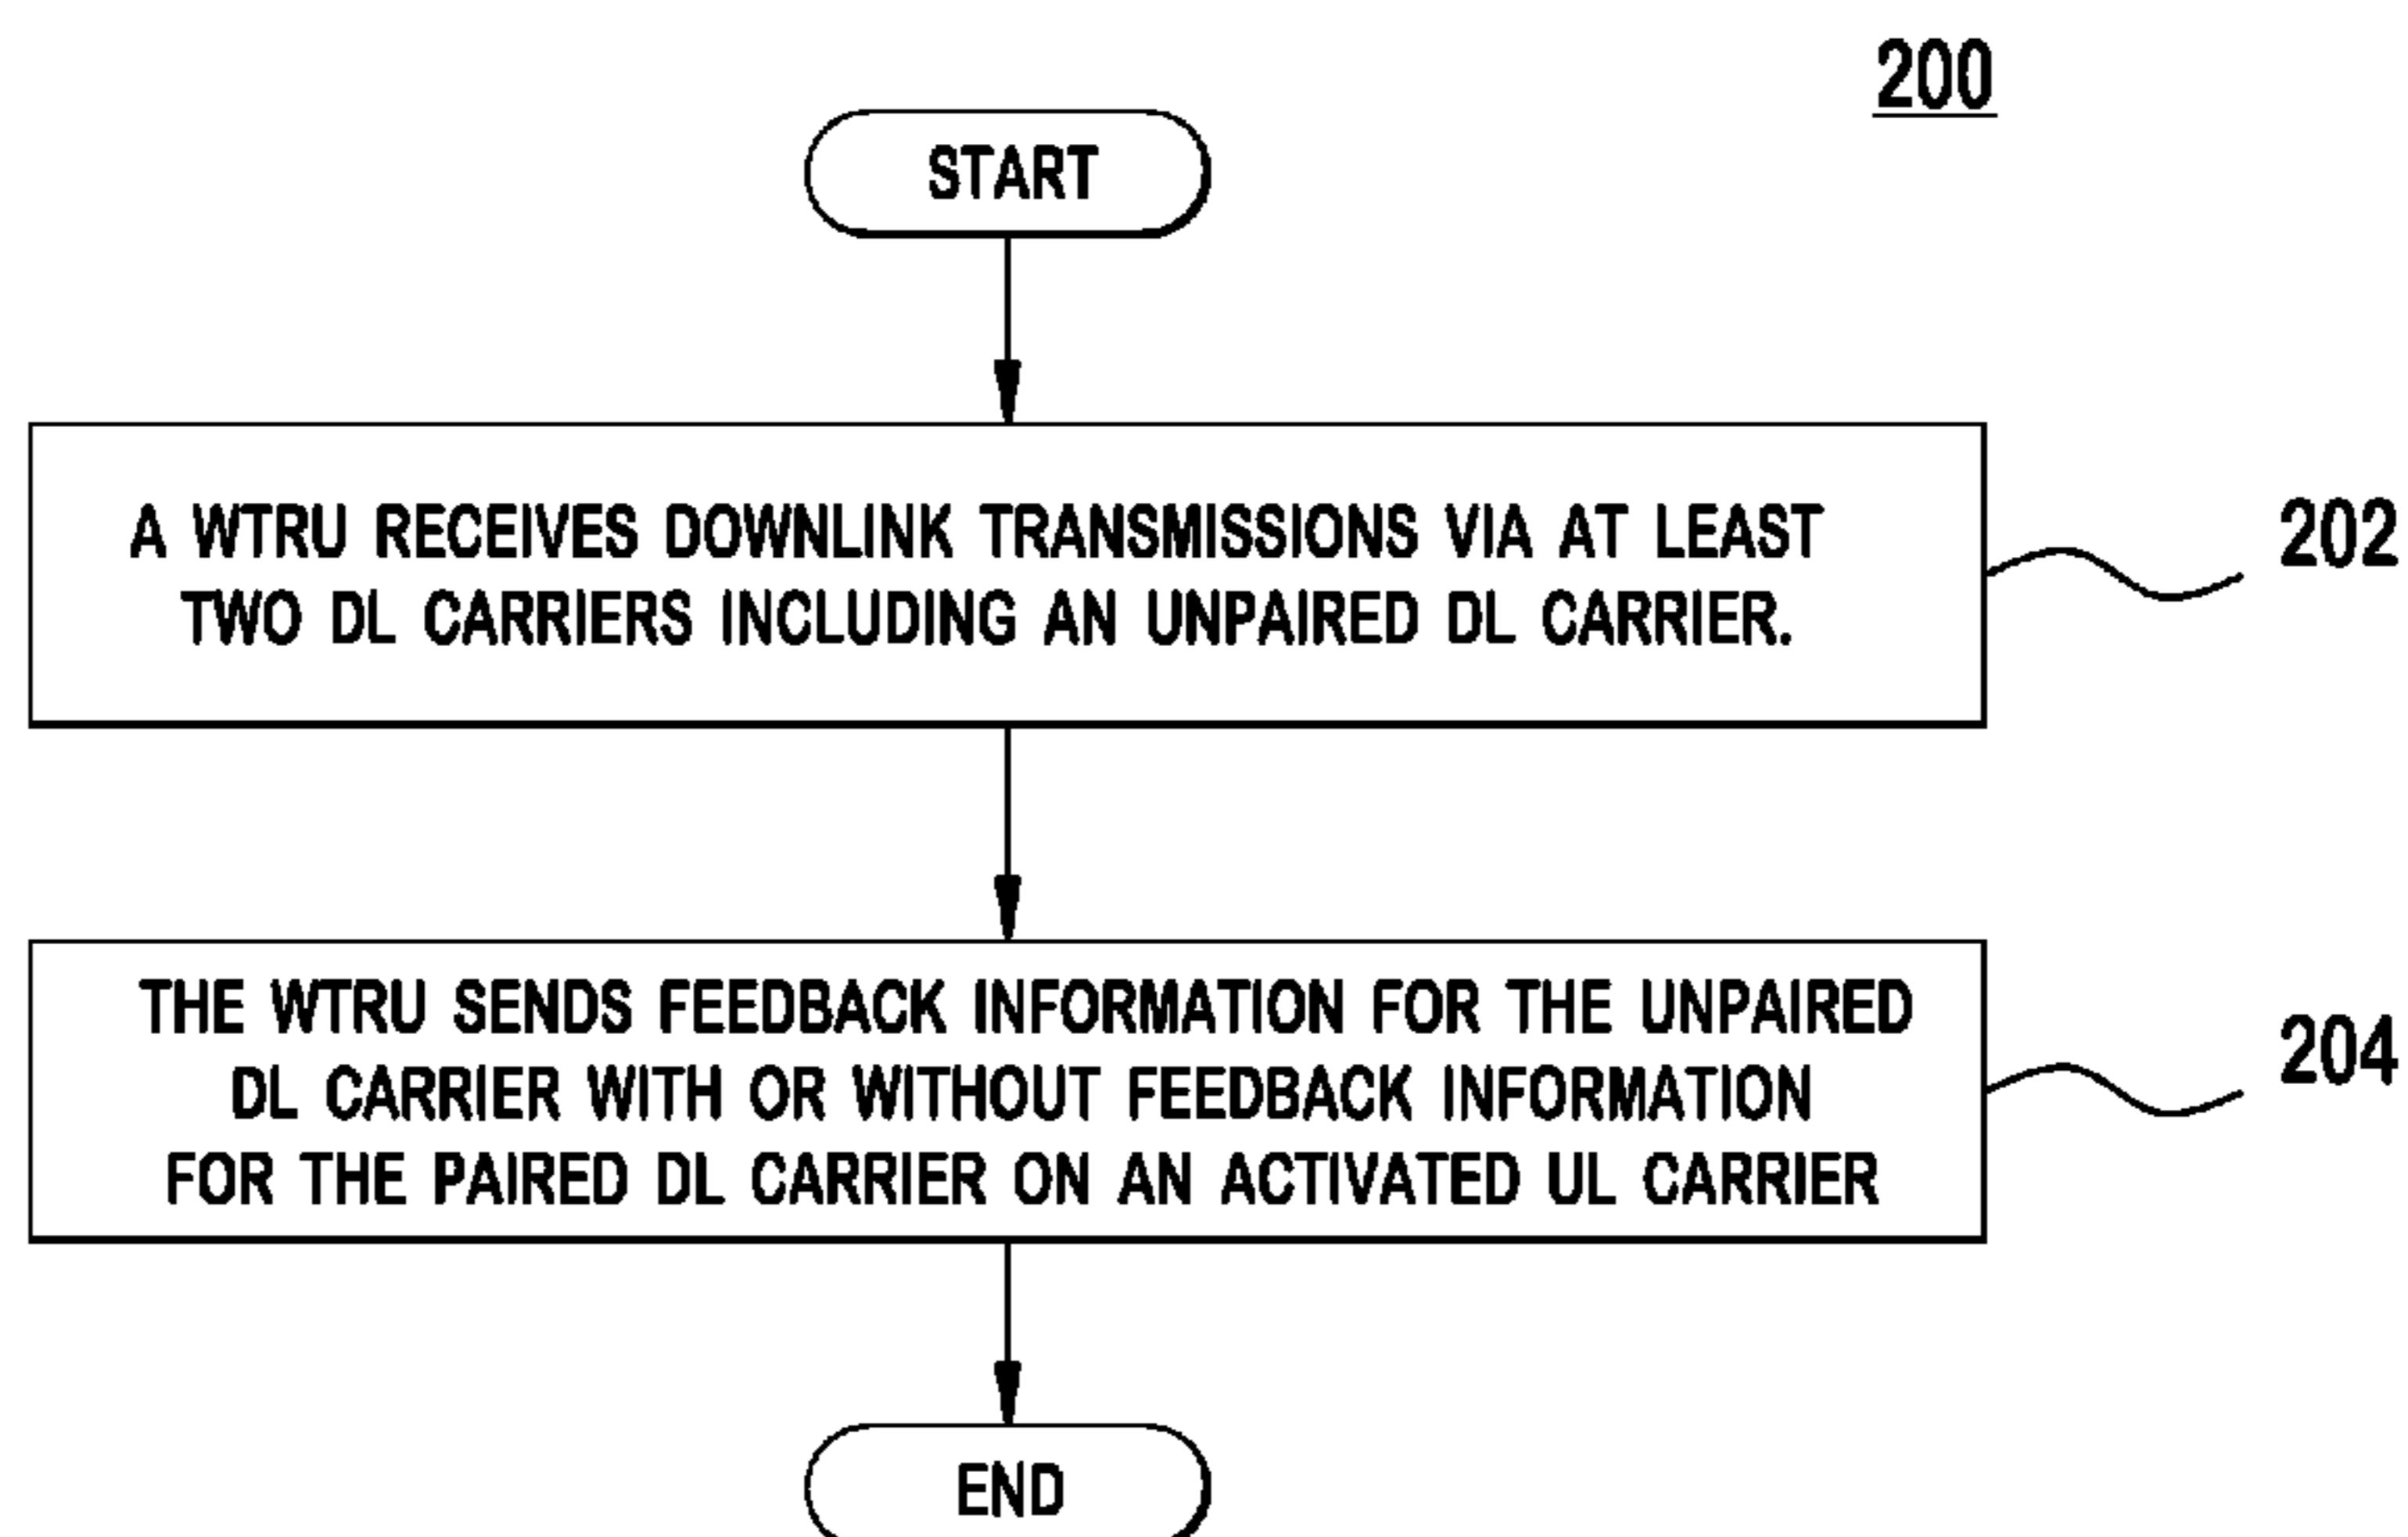 200
START
A WTRU RECEIVES DOWNLINK TRANSMISSIONS VIA AT LEAST
TWO DL CARRIERS INCLUDING AN UNPAIRED DL CARRIER.
202
THE WTRU SENDS FEEDBACK INFORMATION FOR THE UNPAIRED
DL CARRIER WITH OR WITHOUT FEEDBACK INFORMATION
FOR THE PAIRED DL CARRIER ON AN ACTIVATED UL CARRIER
204
END